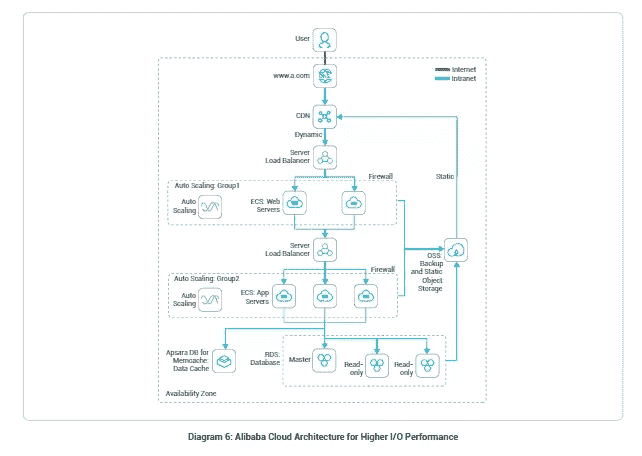 User
www.a.com
Internet
Intranet
CDN
Dynamic
Server
Load Balancer
Firewall
Static
Auto Scaling: Group1
Auto
Scaling
ECS: Web
Servers
Server
Load Balancer
OSS:
Backup
and Static
Object
Storage
Firewall
Auto Scaling: Group2
Auto
Scaling
ECS: App
Servers
Apsara DB for
Memcache:
Data Cache
RDS:
Database
Master
Read-
only
Read-
only
Availability Zone
Diagram 6: Alibaba Cloud Architecture for Higher I/O Performance